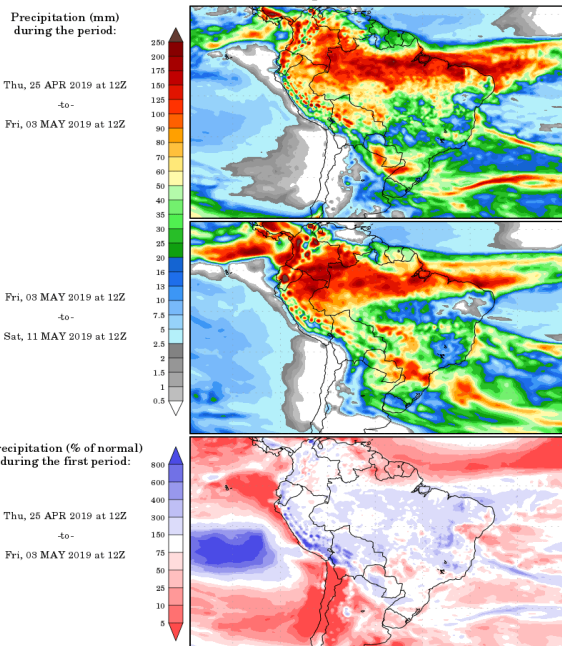 Precipitation (mm)
during the period:
Thu, 25 APR 2019 at 12Z
-to-
Fri, 03 MAY 2019 at 12Z
250
200
175
150
125
100
90
80
70
60
50
40
35
30
25
20
16
13
10
7.5
5
2.5
2
1.5
1
0.5
Fri, 03 MAY 2019 at 12Z
-to-
Sat, 11 MAY 2019 at 12Z
recipitation (% of normal)
during the first period:
800
600
400
300
150
75
50
25
10
5
Thu, 25 APR 2019 at 12Z
-to-
Fri, 03 MAY 2019 at 12Z